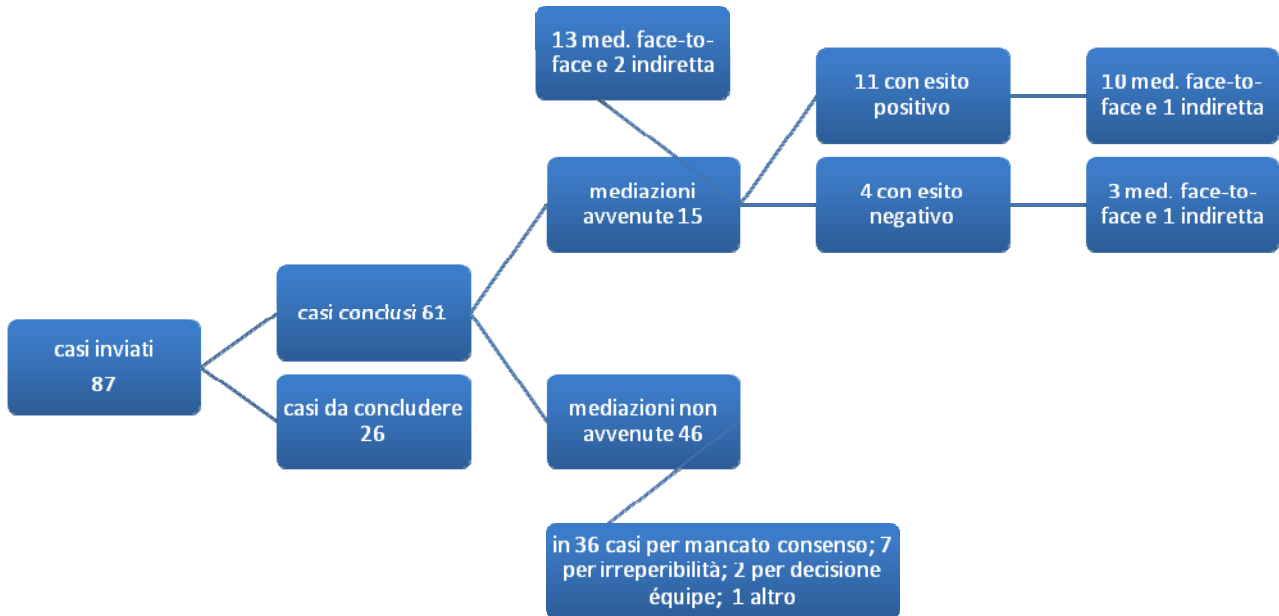 casi inviati
87
casi conclusi 61
casi da concludere
26
13 med. face-to-
face e 2 indiretta
mediazioni
avvenute 15
mediazioni non
avvenute 46
in 36 casi per mancato consenso; 7
per irreperibilità; 2 per decisione
équipe; 1 altro
11 con esito
positivo
4 con esito
negativo
10 med. face-to-
face e 1 indiretta
3 med. face-to-
face e 1 indiretta